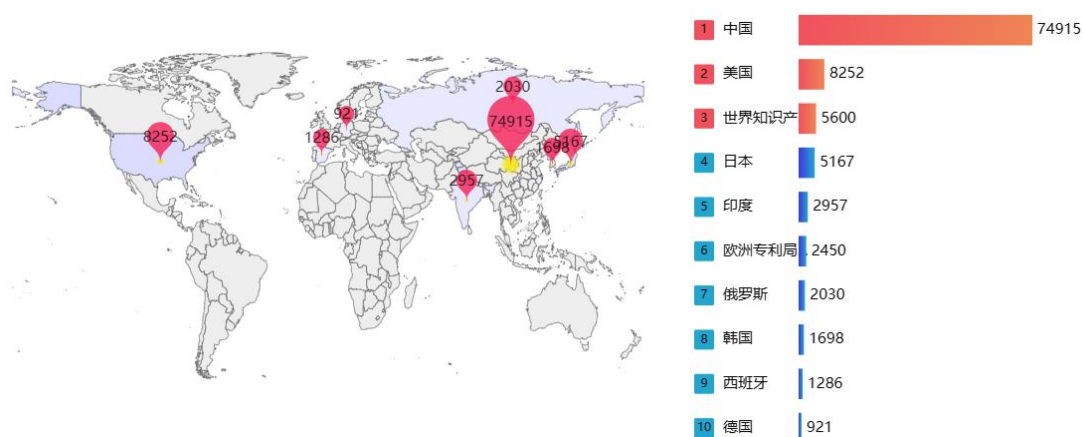 2030
921
74915
8252
1286
1698
5167
2957
1 中国 74915
2 美国 8252
3 世界知识产 5600
4 日本 5167
5 印度 2957
6 欧洲专利局 2450
7 俄罗斯 2030
8 韩国 1698
9 西班牙 1286
10 德国 921